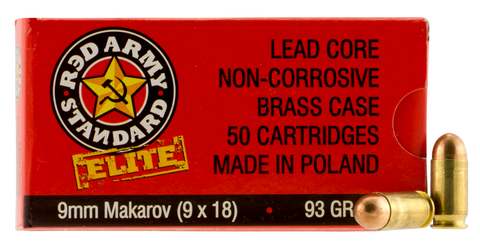 RED ARMY
STANDARD
ELITE
LEAD CORE
NON-CORROSIVE
BRASS CASE
50 CARTRIDGES
MADE IN POLAND
9mm Makarov (9 x 18) • 93 GR